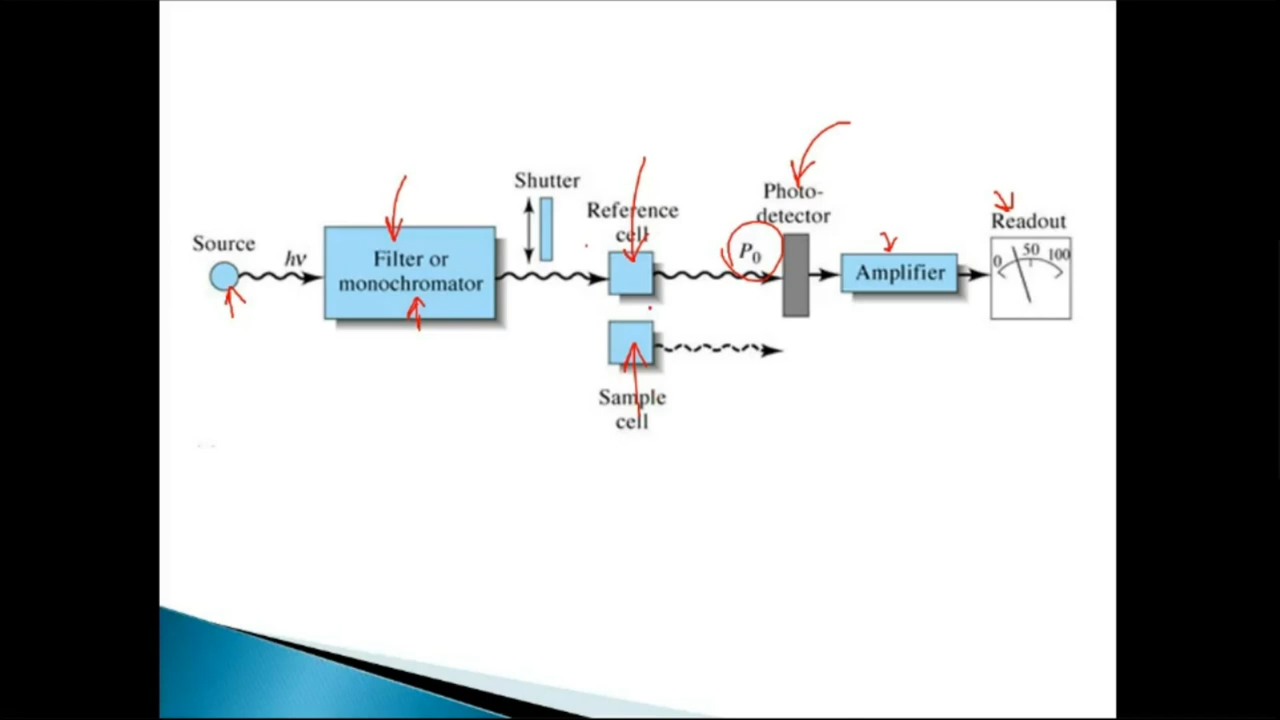 Source
hν
Filter or
monochromator
Shutter
Reference
cell
Sample
cell
P₀
Photo-
detector
Amplifier
Readout
0 50 100